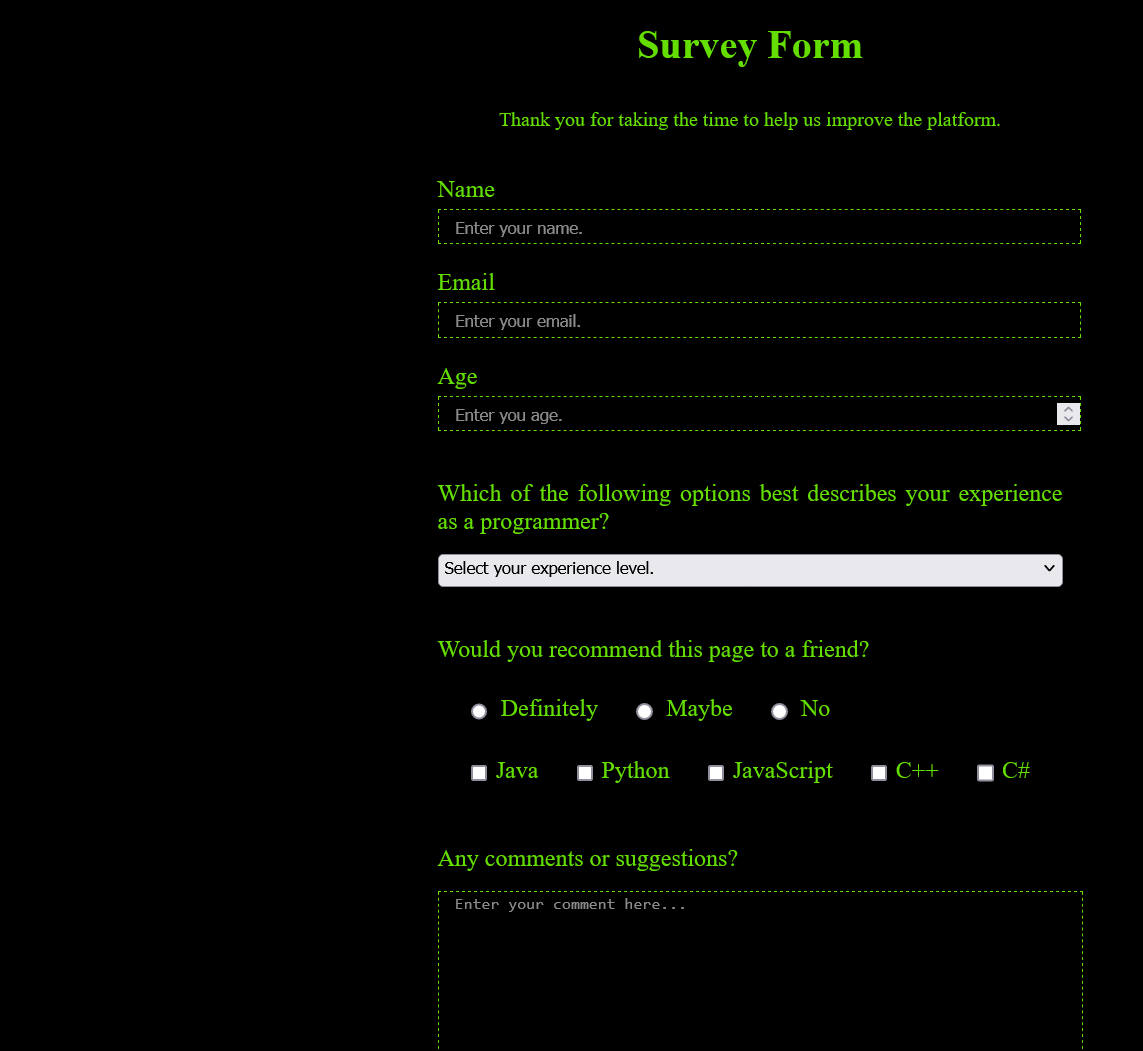 Survey Form
Thank you for taking the time to help us improve the platform.
Name
Enter your name.
Email
Enter your email.
Age
Enter you age.
Which of the following options best describes your experience
as a programmer?
Select your experience level.
Would you recommend this page to a friend?
Definitely Maybe No
Java Python JavaScript C++ C#
Any comments or suggestions?
Enter your comment here...